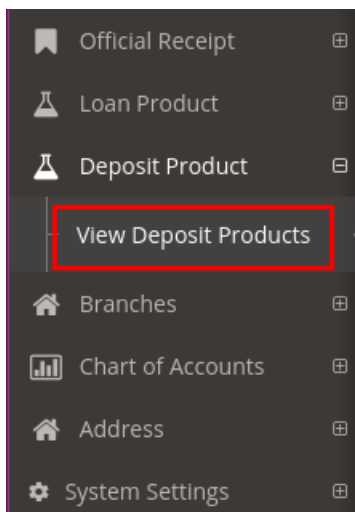 Official Receipt
Loan Product
Deposit Product
View Deposit Products
Branches
Chart of Accounts
Address
System Settings